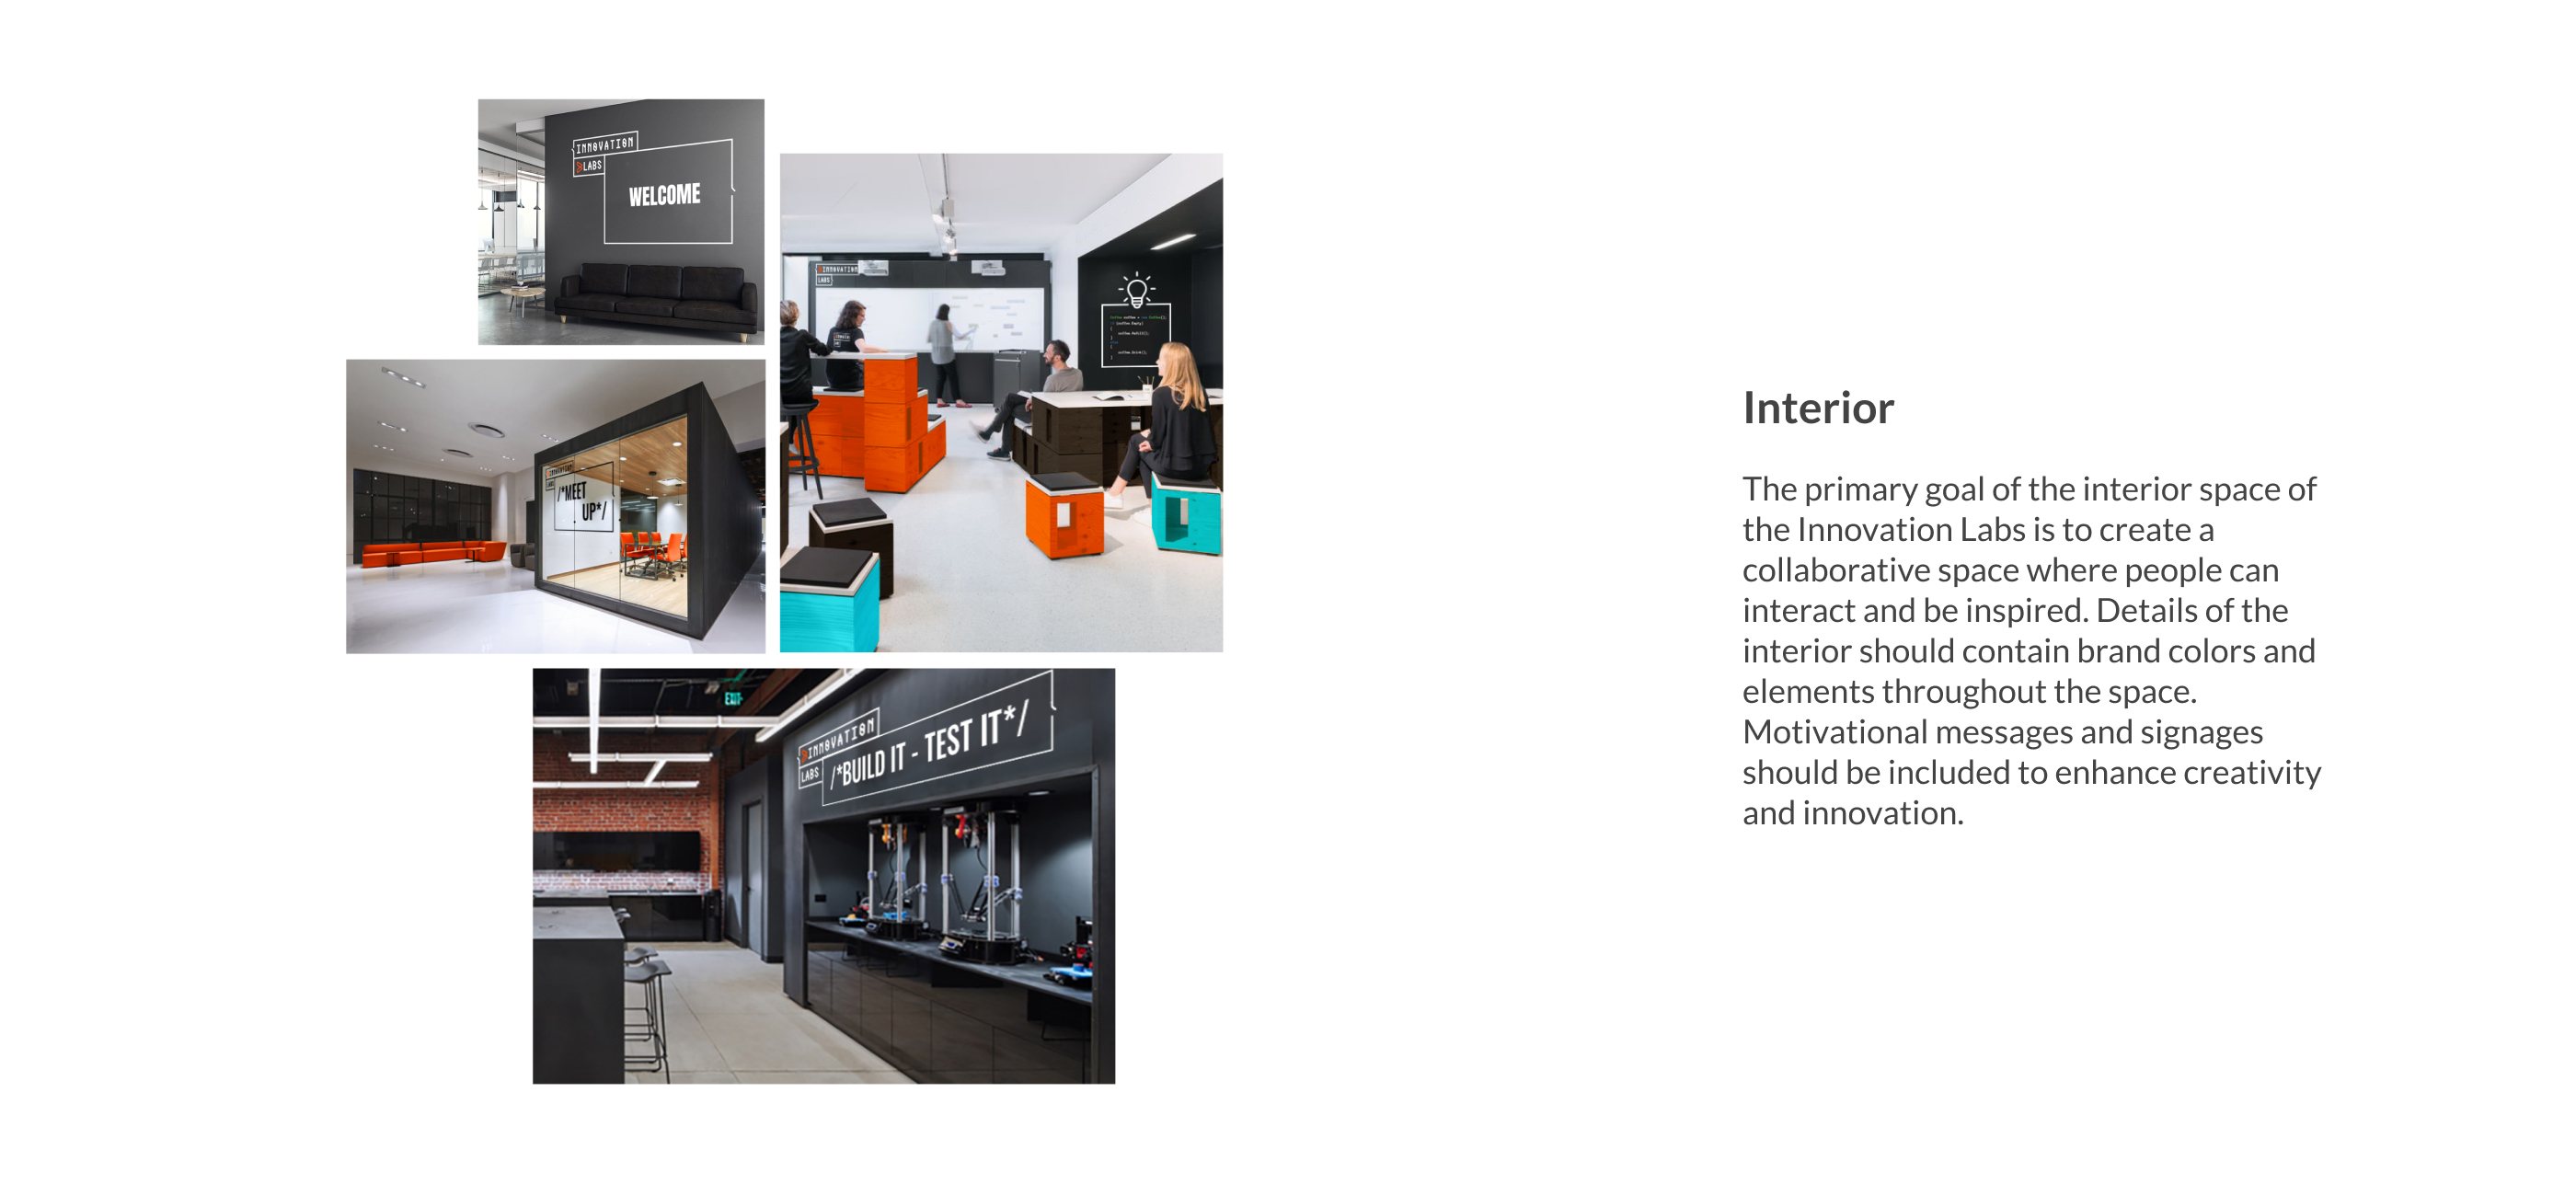 INNOVATION
LABS
WELCOME
INNOVATION
LABS
LABS
/*MEET
UP*/
EXIT
INNOVATION
LABS
/*BUILD IT - TEST IT*/
Interior
The primary goal of the interior space of
the Innovation Labs is to create a
collaborative space where people can
interact and be inspired. Details of the
interior should contain brand colors and
elements throughout the space.
Motivational messages and signages
should be included to enhance creativity
and innovation.